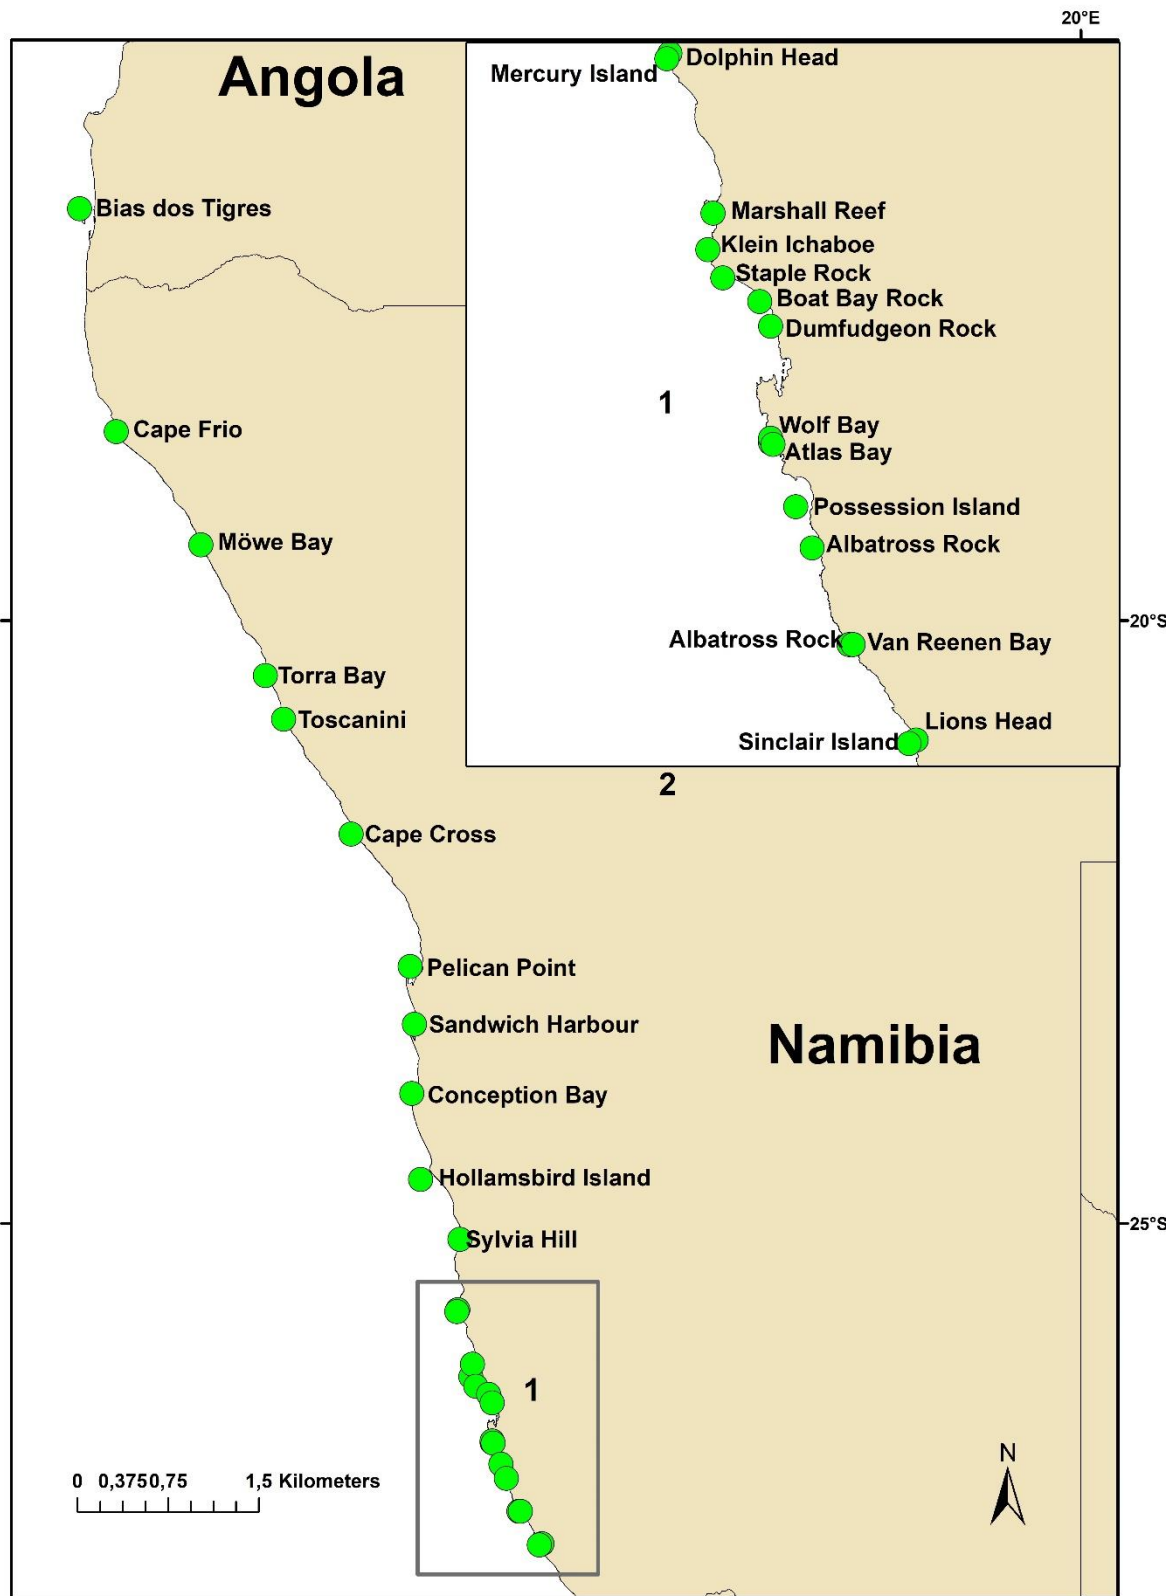 20°E
Angola
Dolphin Head
Mercury Island
Bias dos Tigres
Marshall Reef
Klein Ichaboe
Staple Rock
Boat Bay Rock
Dumfudgeon Rock
1
Cape Frio
Wolf Bay
Atlas Bay
Possession Island
Möwe Bay
Albatross Rock
20°S
Albatross Rock
Van Reenen Bay
Torra Bay
Toscanini
Lions Head
Sinclair Island
2
Cape Cross
Pelican Point
Sandwich Harbour
Namibia
Conception Bay
Hollamsbird Island
25°S
Sylvia Hill
1
N
0 0,3750,75 1,5 Kilometers